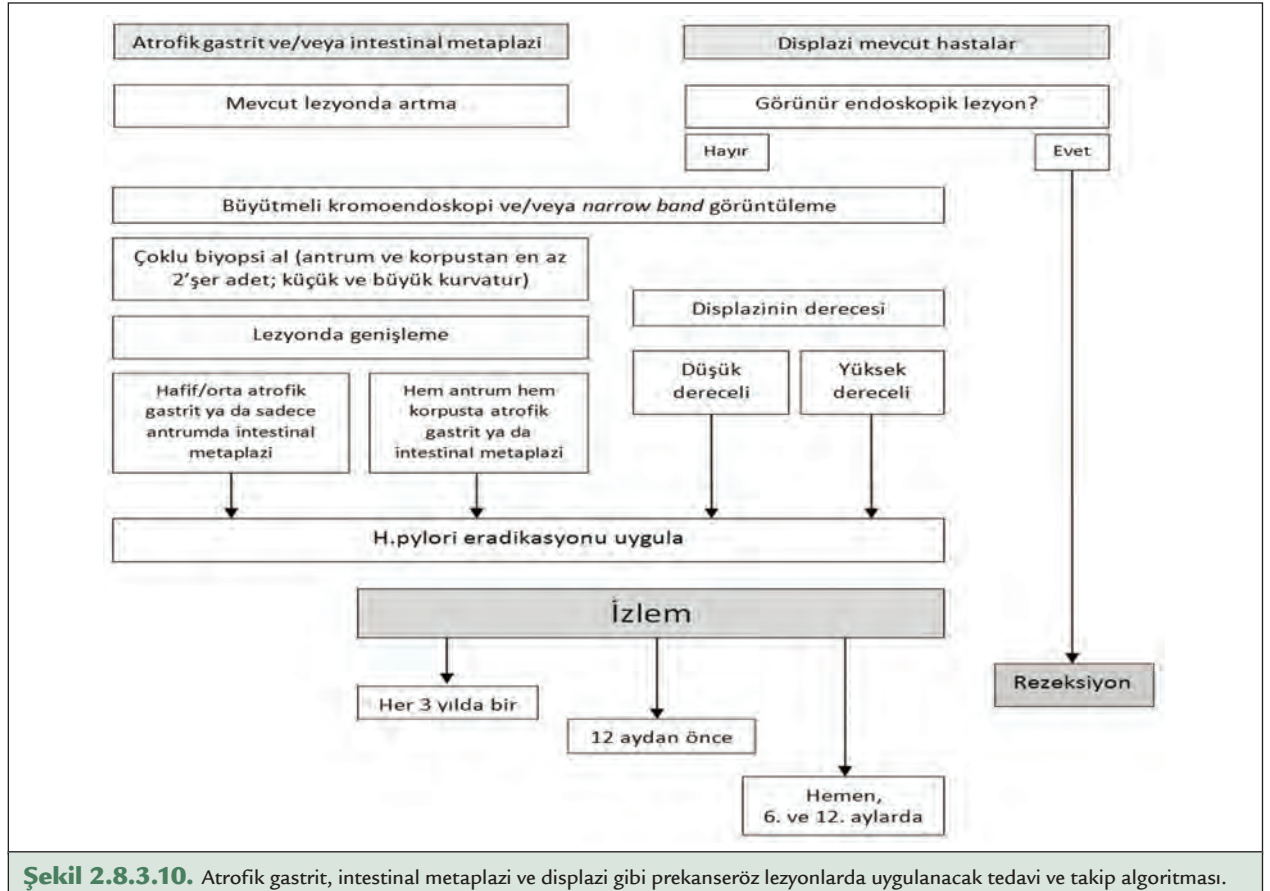 Atrofik gastrit ve/veya intestinal metaplazi
Displazi mevcut hastalar
Mevcut lezyonda artma
Görünür endoskopik lezyon?
Hayır
Evet
Büyütmeli kromoendoskopi ve/veya narrow band görüntüleme
Çoklu biyopsi al (antrum ve korpustan en az
2'şer adet; küçük ve büyük kurvatur)
Displazinin derecesi
Lezyonda genişleme
Hafif/orta atrofik
gastrit ya da sadece
antrumda intestinal
metaplazi
Hem antrum hem
korpusta atrofik
gastrit ya da
intestinal metaplazi
Düşük
dereceli
Yüksek
dereceli
H.pylori eradikasyonu uygula
İzlem
Her 3 yılda bir
12 aydan önce
Hemen,
6. ve 12. aylarda
Rezeksiyon
Şekil 2.8.3.10. Atrofik gastrit, intestinal metaplazi ve displazi gibi prekanseröz lezyonlarda uygulanacak tedavi ve takip algoritması.